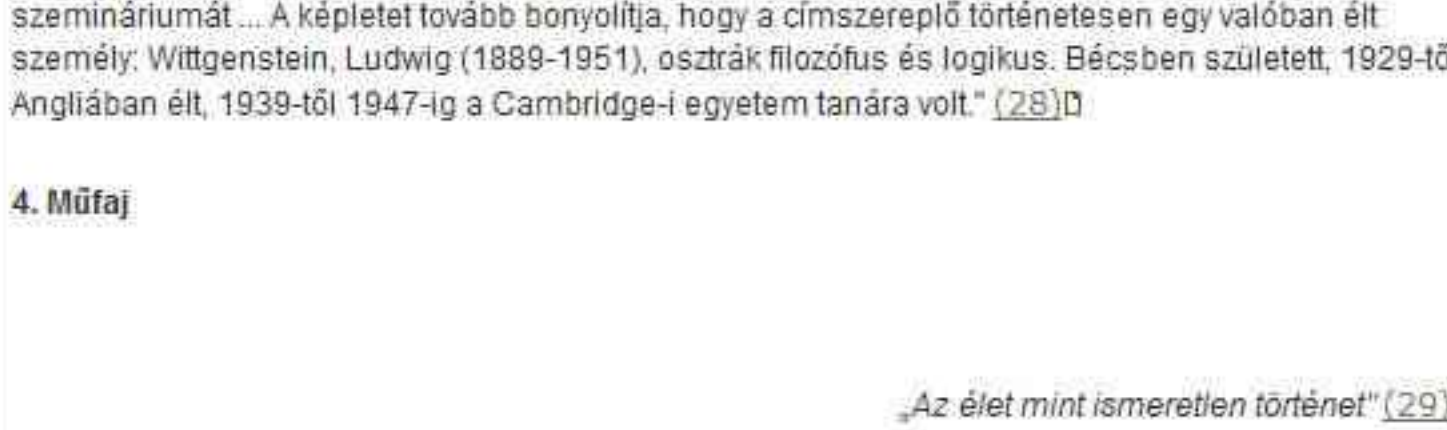 szemináriumát ... A képletet tovább bonyolítja, hogy a címszereplő történetesen egy valóban élt
személy: Wittgenstein, Ludwig (1889-1951), osztrák filozófus és logikus. Bécsben született, 1929-tő
Angliában élt, 1939-től 1947-ig a Cambridge-i egyetem tanára volt." (28)
4. Műfaj
„Az élet mint ismeretlen történet" (29)